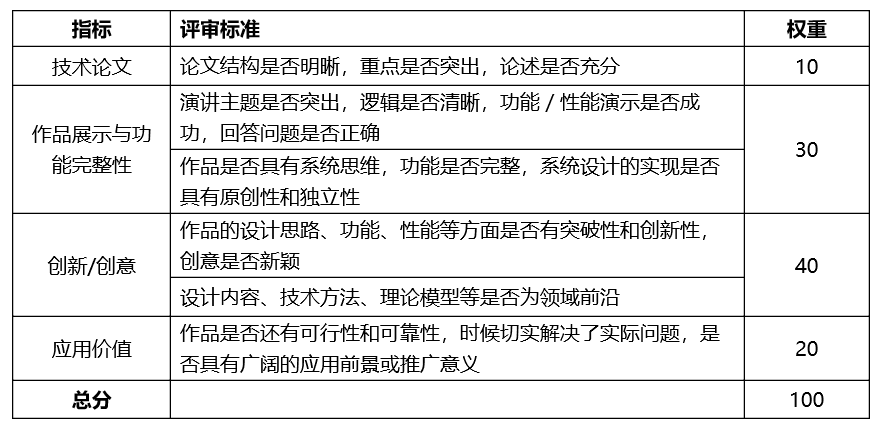 指标 评审标准 权重
技术论文 论文结构是否明晰，重点是否突出，论述是否充分 10
作品展示与功
能完整性
演讲主题是否突出，逻辑是否清晰，功能 / 性能演示是否成
功，回答问题是否正确
作品是否具有系统思维，功能是否完整，系统设计的实现是否
具有原创性和独立性
30
创新/创意
作品的设计思路、功能、性能等方面是否有突破性和创新性，
创意是否新颖
设计内容、技术方法、理论模型等是否为领域前沿
40
应用价值
作品是否还有可行性和可靠性，时候切实解决了实际问题，是
否具有广阔的应用前景或推广意义
20
总分 100